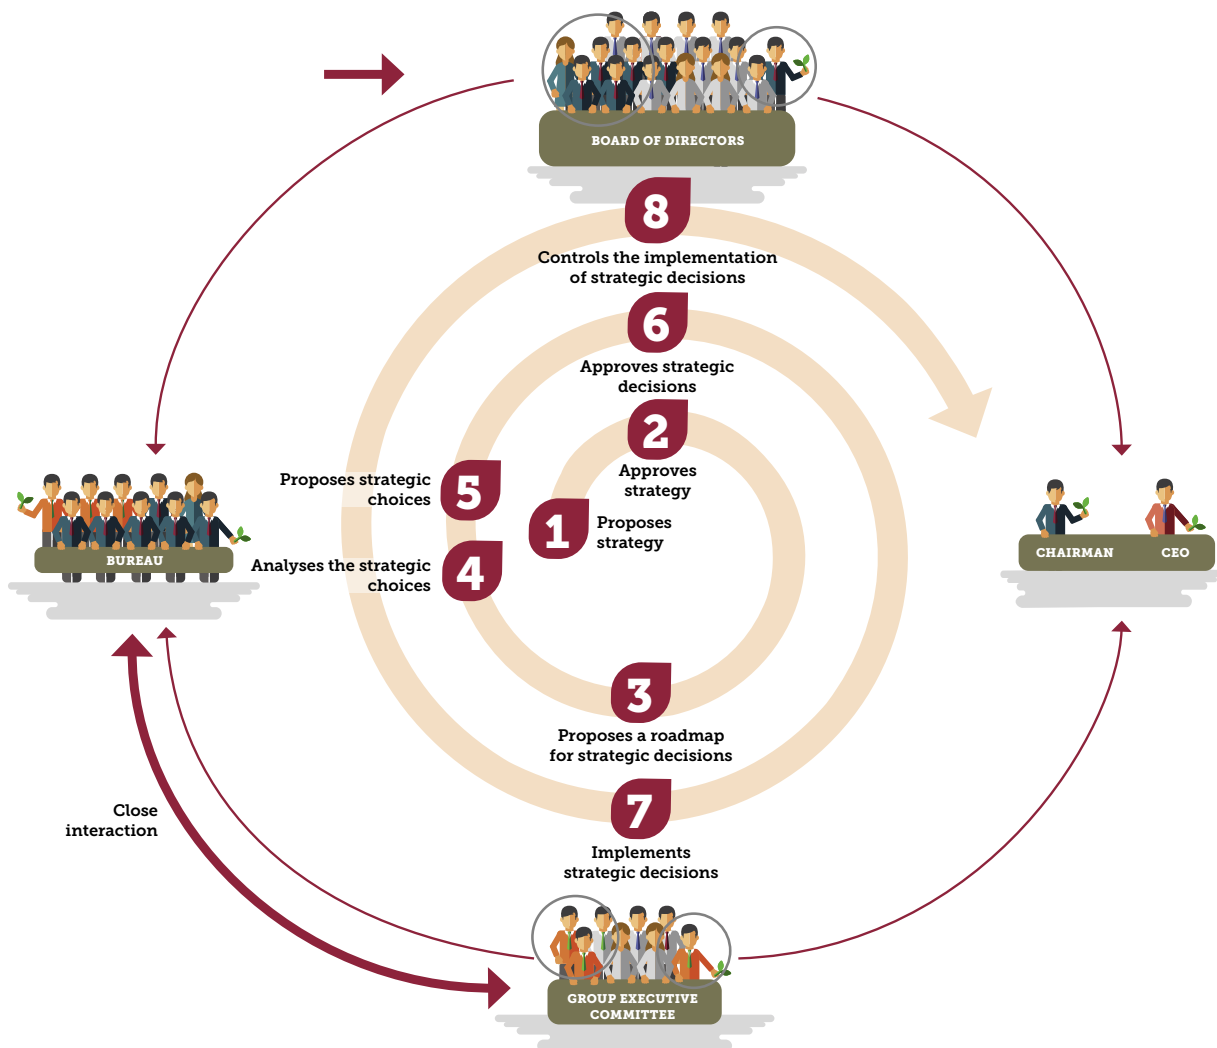 BOARD OF DIRECTORS
8
Controls the implementation
of strategic decisions
6
Approves strategic
decisions
2
Approves
strategy
Proposes strategic
choices
5
1
Proposes
strategy
Analyses the strategic
choices
4
BUREAU
CHAIRMAN
CEO
3
Proposes a roadmap
for strategic decisions
7
Implements
strategic decisions
Close
interaction
GROUP EXECUTIVE
COMMITTEE